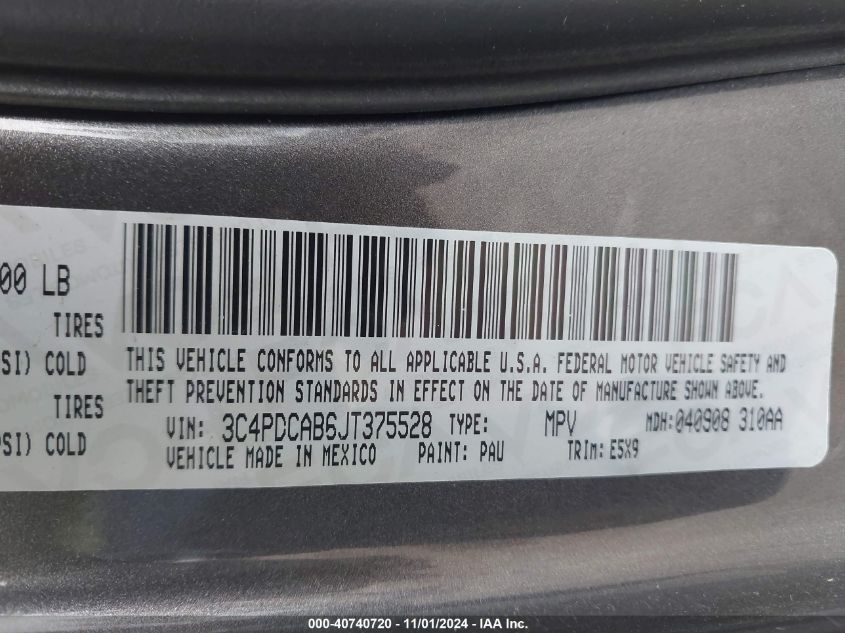 00 LB
TIRES
SI) COLD
TIRES
PSI) COLD
THIS VEHICLE CONFORMS TO ALL APPLICABLE U.S.A. FEDERAL MOTOR VEHICLE SAFETY AND
THEFT PREVENTION STANDARDS IN EFFECT ON THE DATE OF MANUFACTURE SHOWN ABOVE.
VIN: 3C4PDCAB6JT375528 TYPE: MPV MDH:040908 310AA
VEHICLE MADE IN MEXICO PAINT: PAU TRIM: E5X9
000-40740720 - 11/01/2024 - IAA Inc.